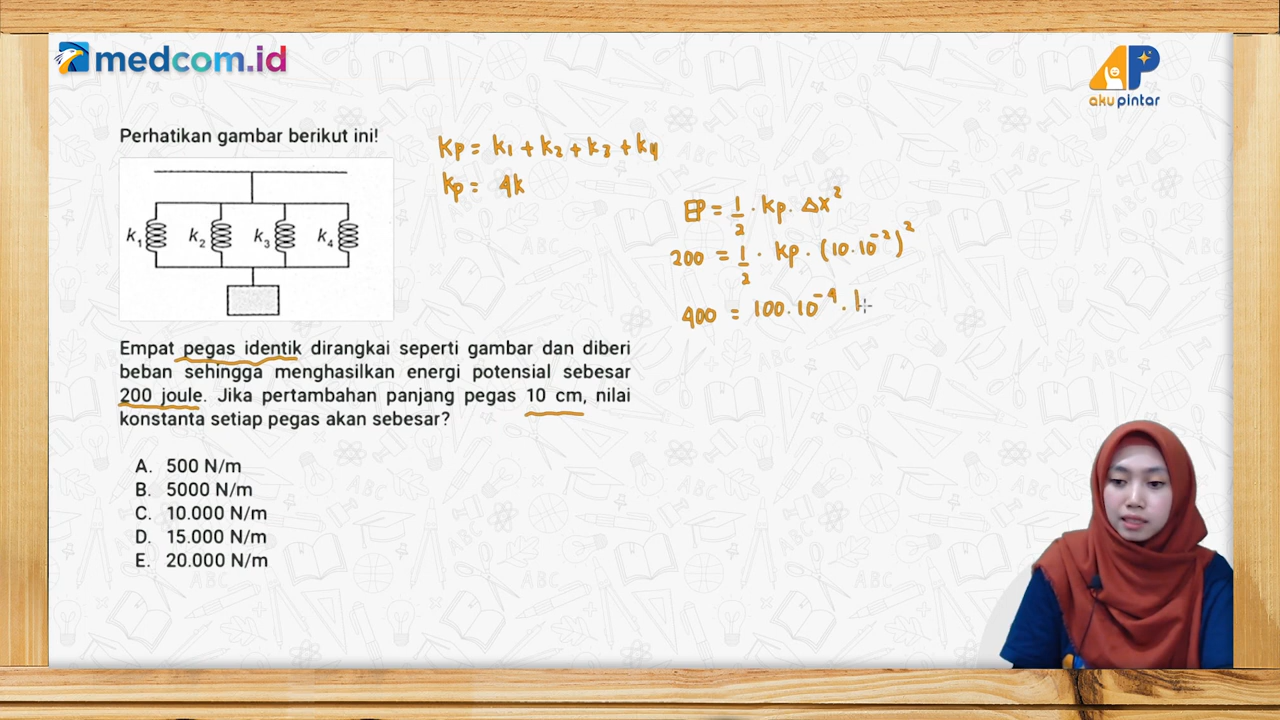 medcom.id
aku pintar
Perhatikan gambar berikut ini!
k₁ k₂ k₃ k₄
Empat pegas identik dirangkai seperti gambar dan diberi
beban sehingga menghasilkan energi potensial sebesar
200 joule. Jika pertambahan panjang pegas 10 cm, nilai
konstanta setiap pegas akan sebesar?
A. 500 N/m
B. 5000 N/m
C. 10.000 N/m
D. 15.000 N/m
E. 20.000 N/m
Kp = k₁ + k₂ + k₃ + k₄
kp = 4k
EP = 1/2 · kp · Δx²
200 = 1/2 · kp · (10·10⁻²)²
400 = 100·10⁻⁴ ·